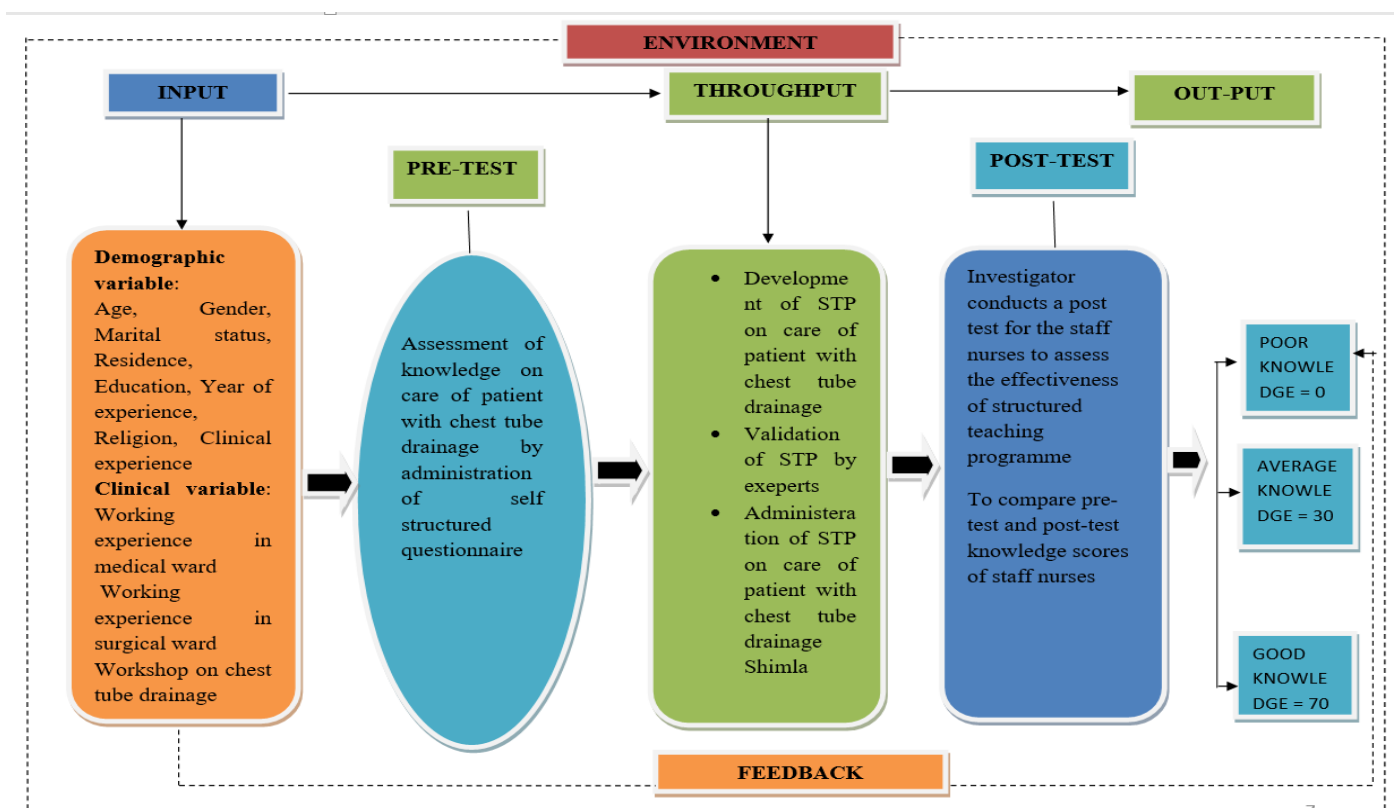 ENVIRONMENT
INPUT
THROUGHPUT
OUT-PUT
PRE-TEST
POST-TEST
Demographic
variable:
Age, Gender,
Marital status,
Residence,
Education, Year of
experience,
Religion, Clinical
experience
Clinical variable:
Working
experience in
medical ward
Working
experience in
surgical ward
Workshop on chest
tube drainage
Assessment of
knowledge on
care of patient
with chest tube
drainage by
administration
of self
structured
questionnaire
• Developme
nt of STP
on care of
patient with
chest tube
drainage
• Validation
of STP by
exeperts
• Administera
tion of STP
on care of
patient with
chest tube
drainage
Shimla
Investigator
conducts a post
test for the staff
nurses to assess
the effectiveness
of structured
teaching
programme
To compare pre-
test and post-test
knowledge scores
of staff nurses
POOR
KNOWLE
DGE = 0
AVERAGE
KNOWLE
DGE = 30
GOOD
KNOWLE
DGE = 70
FEEDBACK